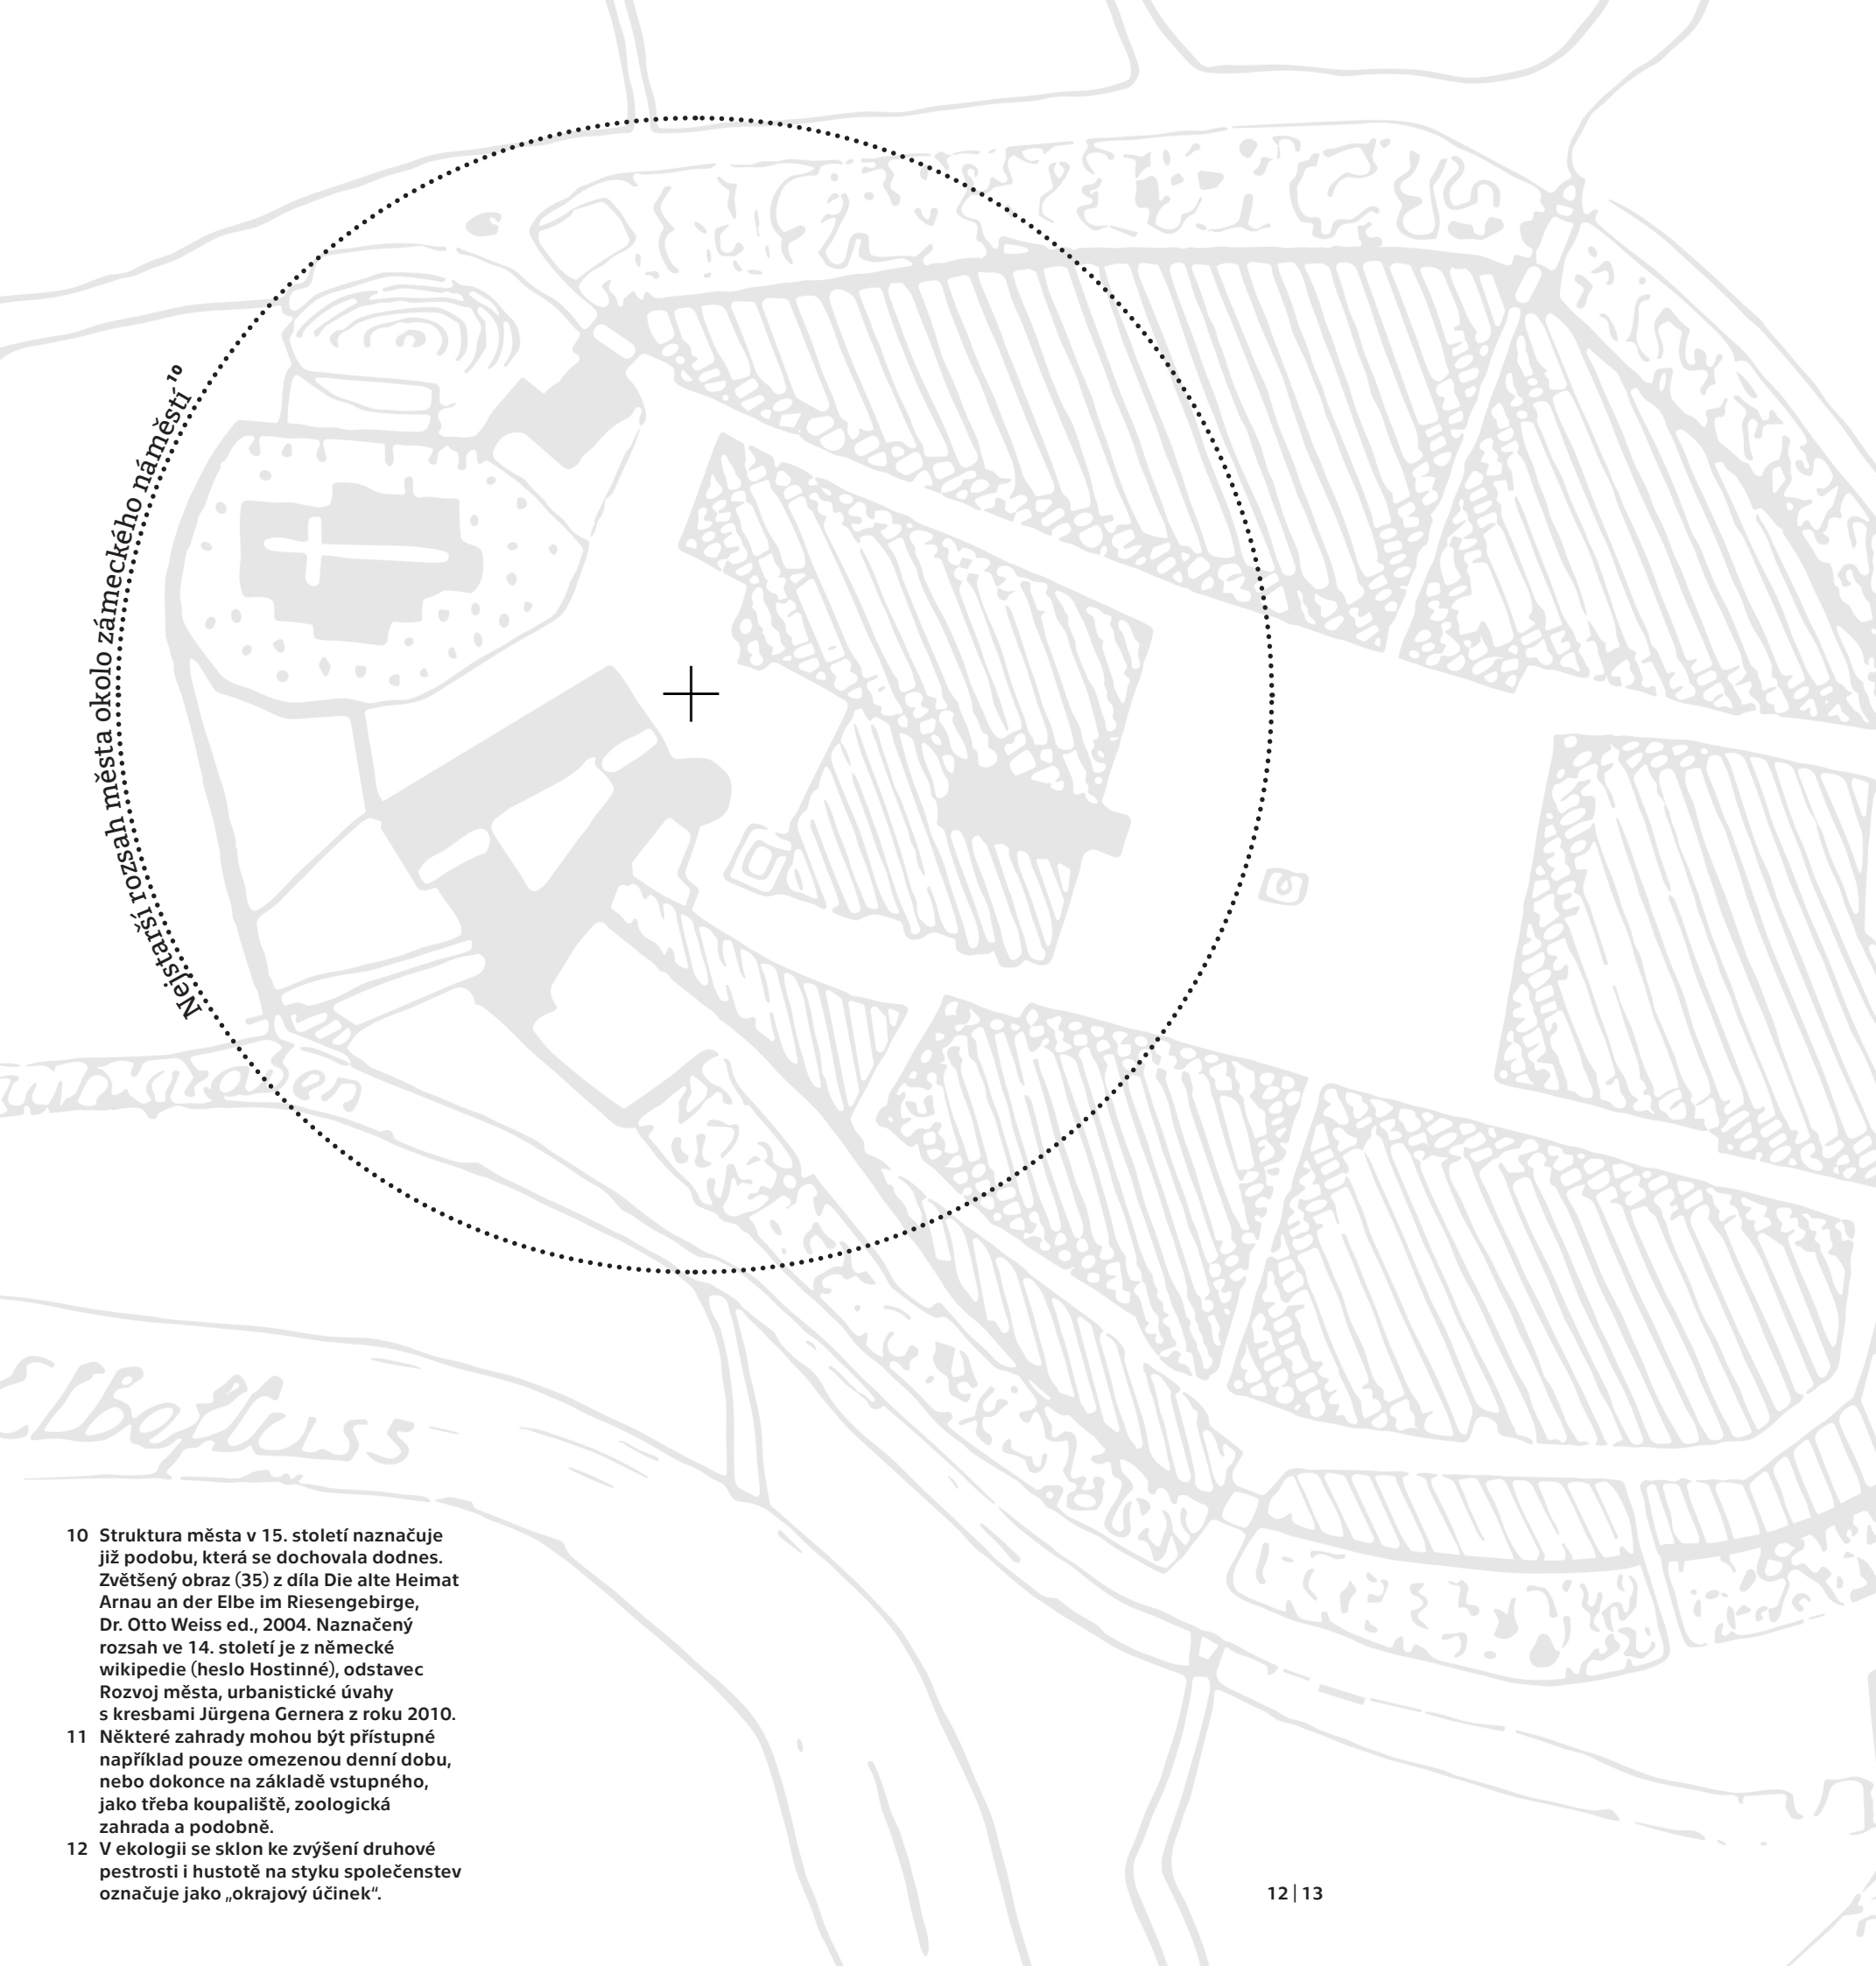 Nejstarší rozsah města okolo zámeckého náměstí 10
Elbefluss
10 Struktura města v 15. století naznačuje
již podobu, která se dochovala dodnes.
Zvětšený obraz (35) z díla Die alte Heimat
Arnau an der Elbe im Riesengebirge,
Dr. Otto Weiss ed., 2004. Naznačený
rozsah ve 14. století je z německé
wikipedie (heslo Hostinné), odstavec
Rozvoj města, urbanistické úvahy
s kresbami Jürgena Gernera z roku 2010.
11 Některé zahrady mohou být přístupné
například pouze omezenou denní dobu,
nebo dokonce na základě vstupného,
jako třeba koupaliště, zoologická
zahrada a podobně.
12 V ekologii se sklon ke zvýšení druhové
pestrosti i hustotě na styku společenstev
označuje jako „okrajový účinek“.
12 | 13